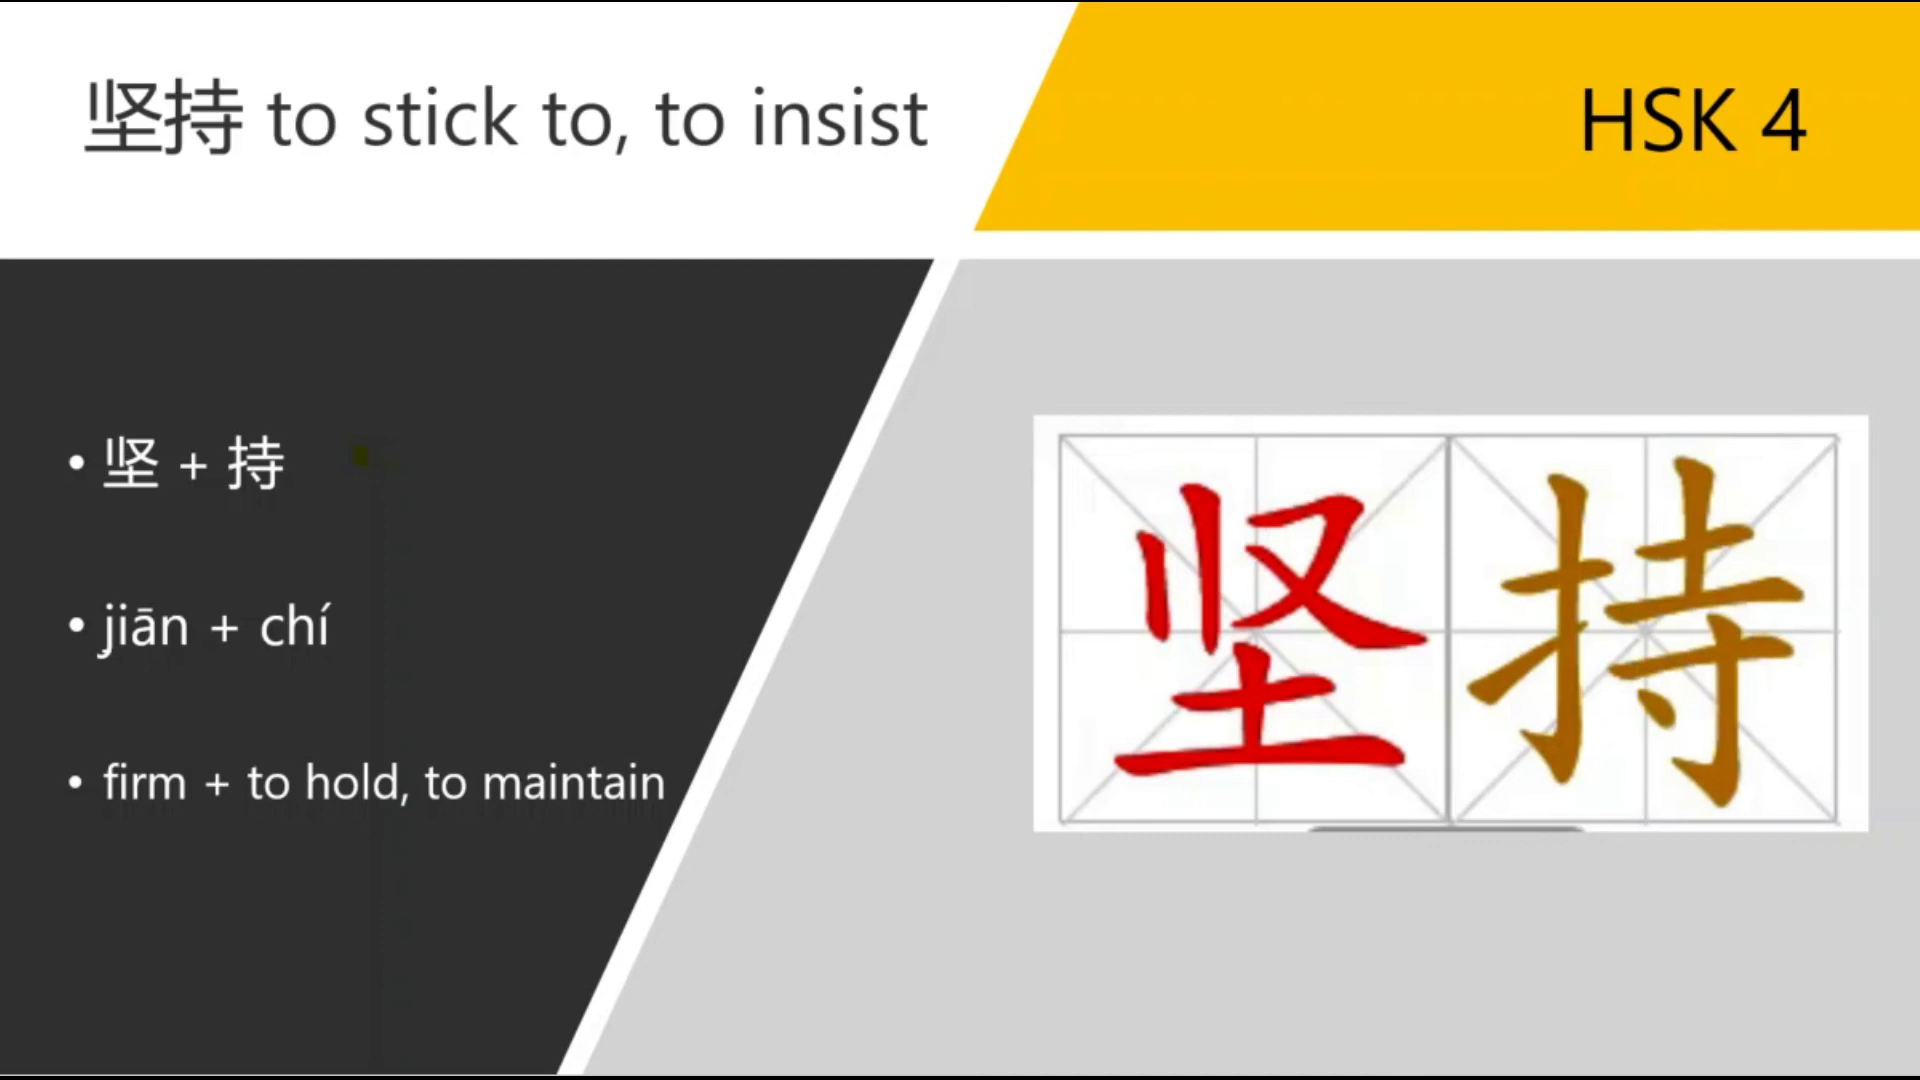 坚持 to stick to, to insist
HSK 4
• 坚 + 持
• jiān + chí
• firm + to hold, to maintain
坚持